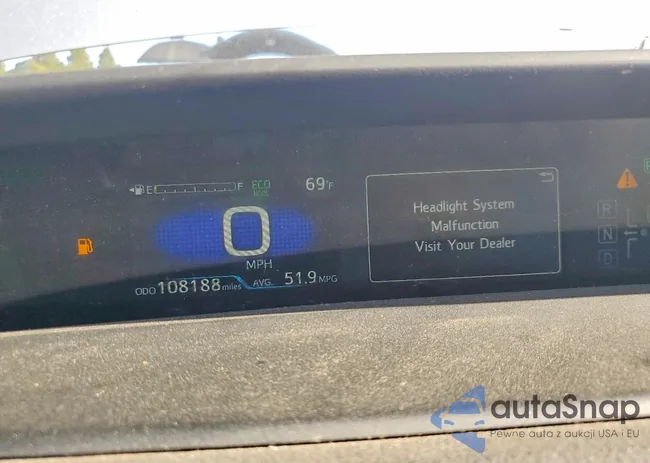 E F ECO 69°F
MODE
0
MPH
ODO 108188 miles AVG. 51.9 MPG
Headlight System
Malfunction
Visit Your Dealer
R
N
D
autaSnap
Pewne auta z aukcji USA i EU